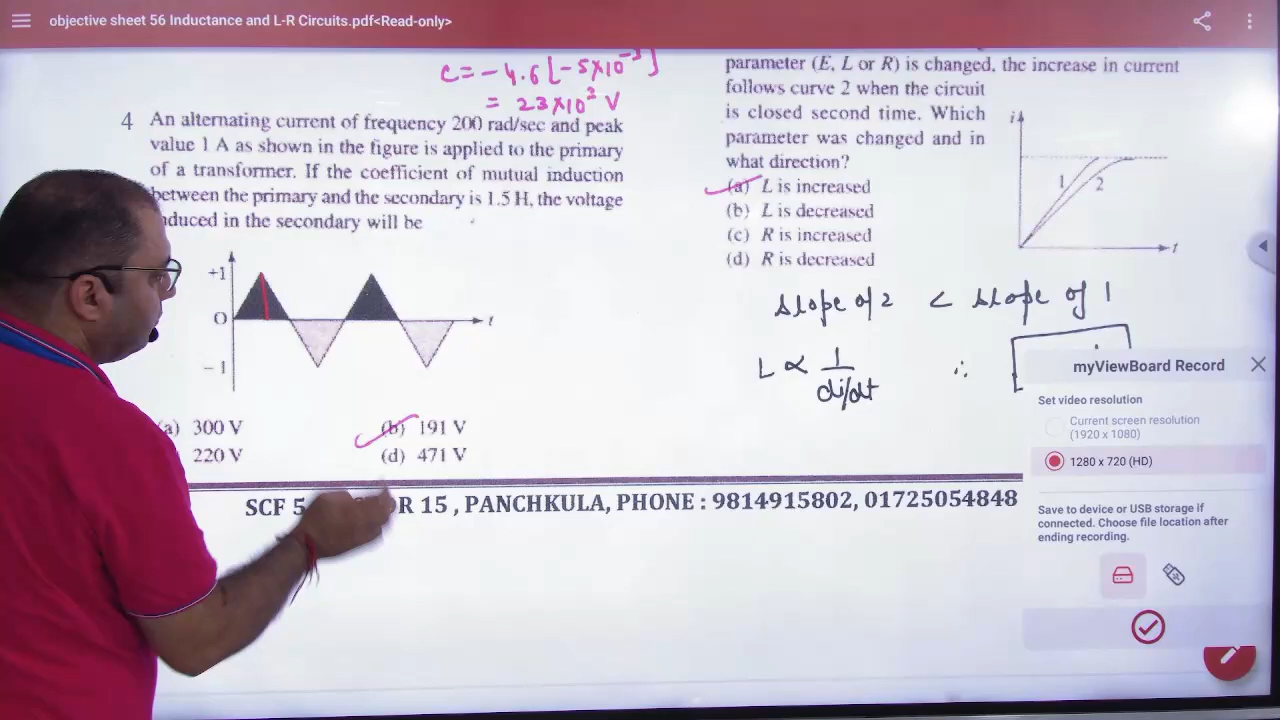 objective sheet 56 Inductance and L-R Circuits.pdf<Read-only>
e = - 4.6 [- 5×10⁻³]
= 23×10² V
4 An alternating current of frequency 200 rad/sec and peak
value 1 A as shown in the figure is applied to the primary
of a transformer. If the coefficient of mutual induction
between the primary and the secondary is 1.5 H, the voltage
nduced in the secondary will be
+1
0
t
- 1
a) 300 V
(b) 191 V
220 V
(d) 471 V
parameter (E, L or R) is changed, the increase in current
follows curve 2 when the circuit
is closed second time. Which
parameter was changed and in
what direction?
(a) L is increased
(b) L is decreased
(c) R is increased
(d) R is decreased
i
1
2
t
slope of 2 < slope of 1
L ∝ 1/di/dt ∴
SCF 5 OR 15 , PANCHKULA, PHONE : 9814915802, 01725054848
myViewBoard Record
Set video resolution
Current screen resolution
(1920 x 1080)
1280 x 720 (HD)
Save to device or USB storage if
connected. Choose file location after
ending recording.